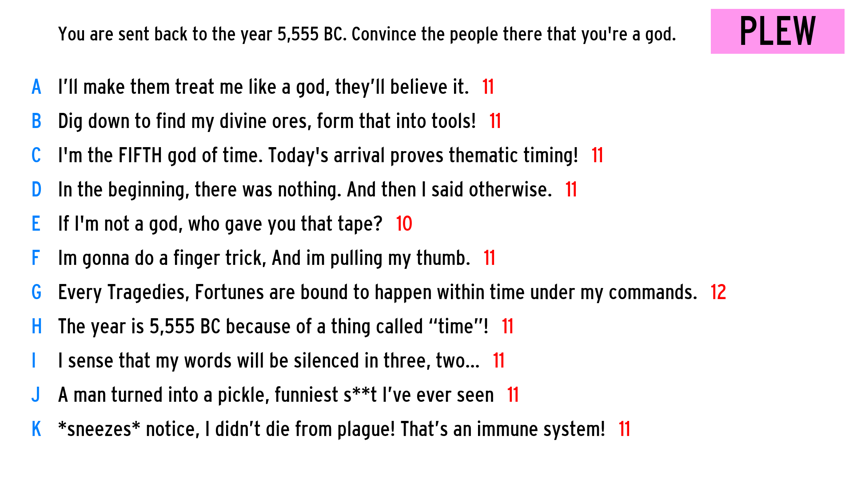 You are sent back to the year 5,555 BC. Convince the people there that you're a god.
PLEW
A I’ll make them treat me like a god, they’ll believe it. 11
B Dig down to find my divine ores, form that into tools! 11
C I'm the FIFTH god of time. Today's arrival proves thematic timing! 11
D In the beginning, there was nothing. And then I said otherwise. 11
E If I'm not a god, who gave you that tape? 10
F Im gonna do a finger trick, And im pulling my thumb. 11
G Every Tragedies, Fortunes are bound to happen within time under my commands. 12
H The year is 5,555 BC because of a thing called “time”! 11
I I sense that my words will be silenced in three, two... 11
J A man turned into a pickle, funniest s**t I’ve ever seen 11
K *sneezes* notice, I didn’t die from plague! That’s an immune system! 11